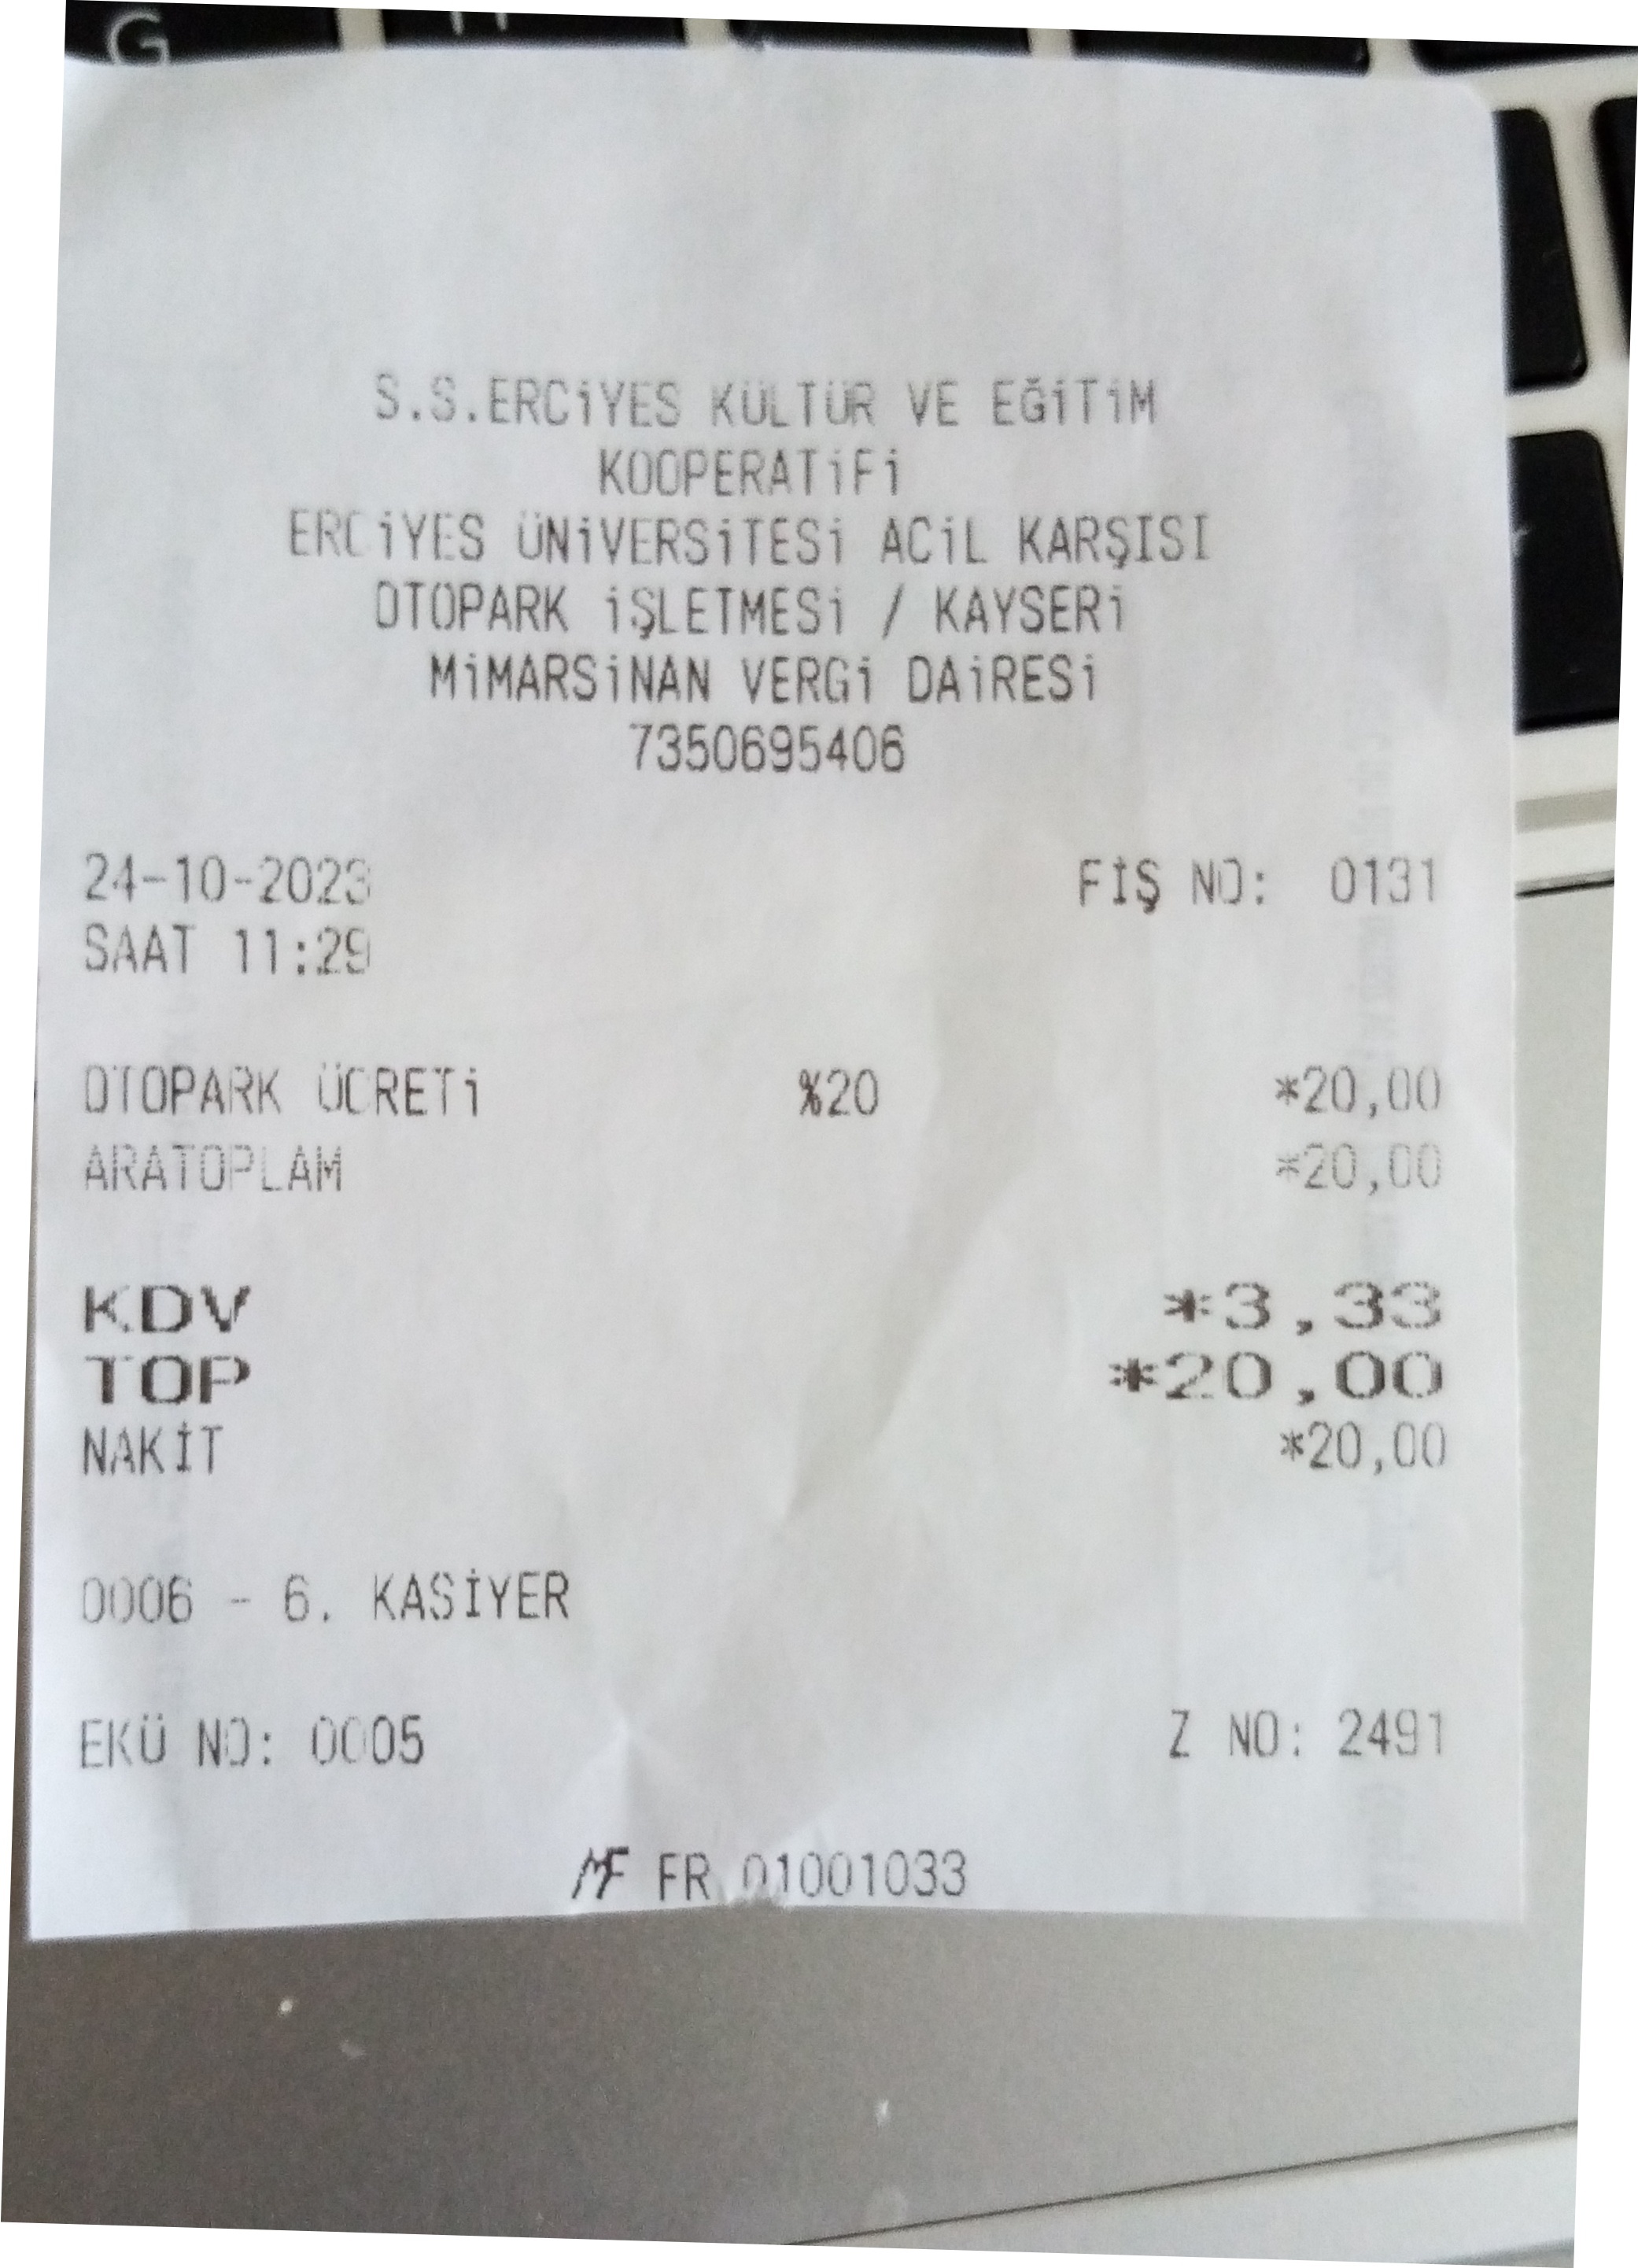 G
S.S.ERCiYES KÜLTÜR VE EĞiTiM
KOOPERATiFi
ERCiYES ÜNiVERSiTESi ACiL KARŞISI
OTOPARK iŞLETMESi / KAYSERi
MiMARSiNAN VERGi DAiRESi
7350695406
24-10-2023 FİŞ NO: 0131
SAAT 11:29
OTOPARK ÜCRETi %20 *20,00
ARATOPLAM *20,00
KDV *3,33
TOP *20,00
NAKİT *20,00
0006 - 6. KASİYER
EKÜ NO: 0005 Z NO: 2491
MF FR 01001033